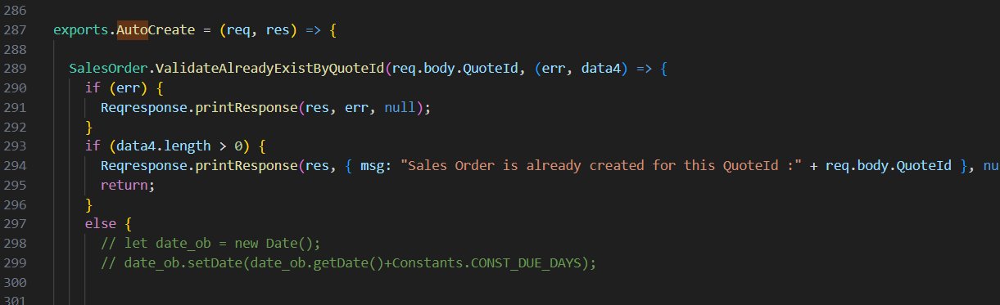 286
287 exports.AutoCreate = (req, res) => {
288
289 SalesOrder.ValidateAlreadyExistByQuoteId(req.body.QuoteId, (err, data4) => {
290 if (err) {
291 Reqresponse.printResponse(res, err, null);
292 }
293 if (data4.length > 0) {
294 Reqresponse.printResponse(res, { msg: "Sales Order is already created for this QuoteId :" + req.body.QuoteId }, nu
295 return;
296 }
297 else {
298 // let date_ob = new Date();
299 // date_ob.setDate(date_ob.getDate()+Constants.CONST_DUE_DAYS);
300
301